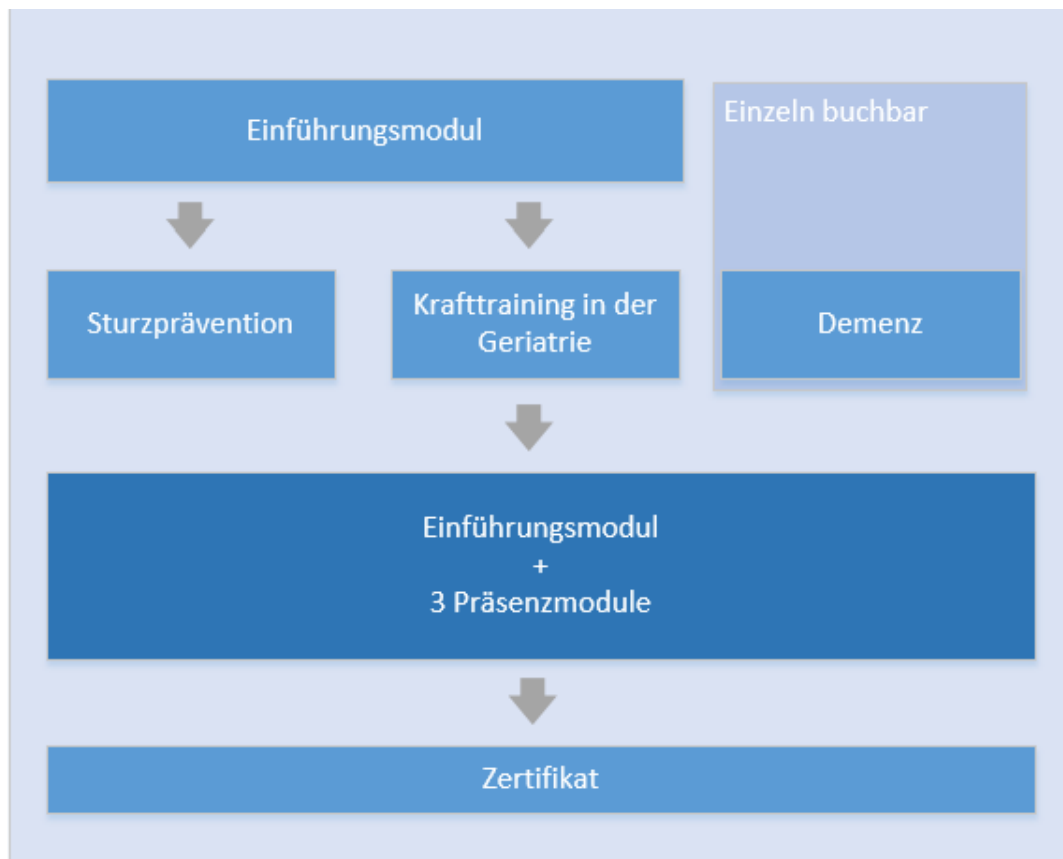 Einführungsmodul
Einzeln buchbar
Sturzprävention
Krafttraining in der
Geriatrie
Demenz
Einführungsmodul
+
3 Präsenzmodule
Zertifikat